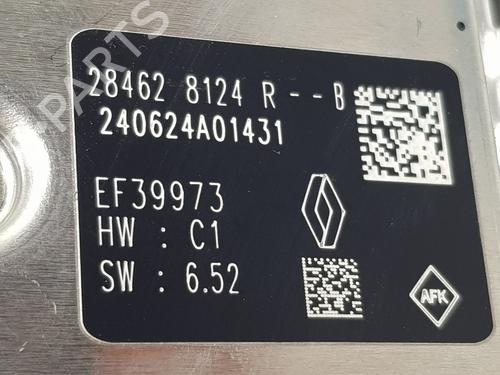 PARTS
28462 8124 R--B
240624A01431
EF39973
HW : C1
SW : 6.52
AFK